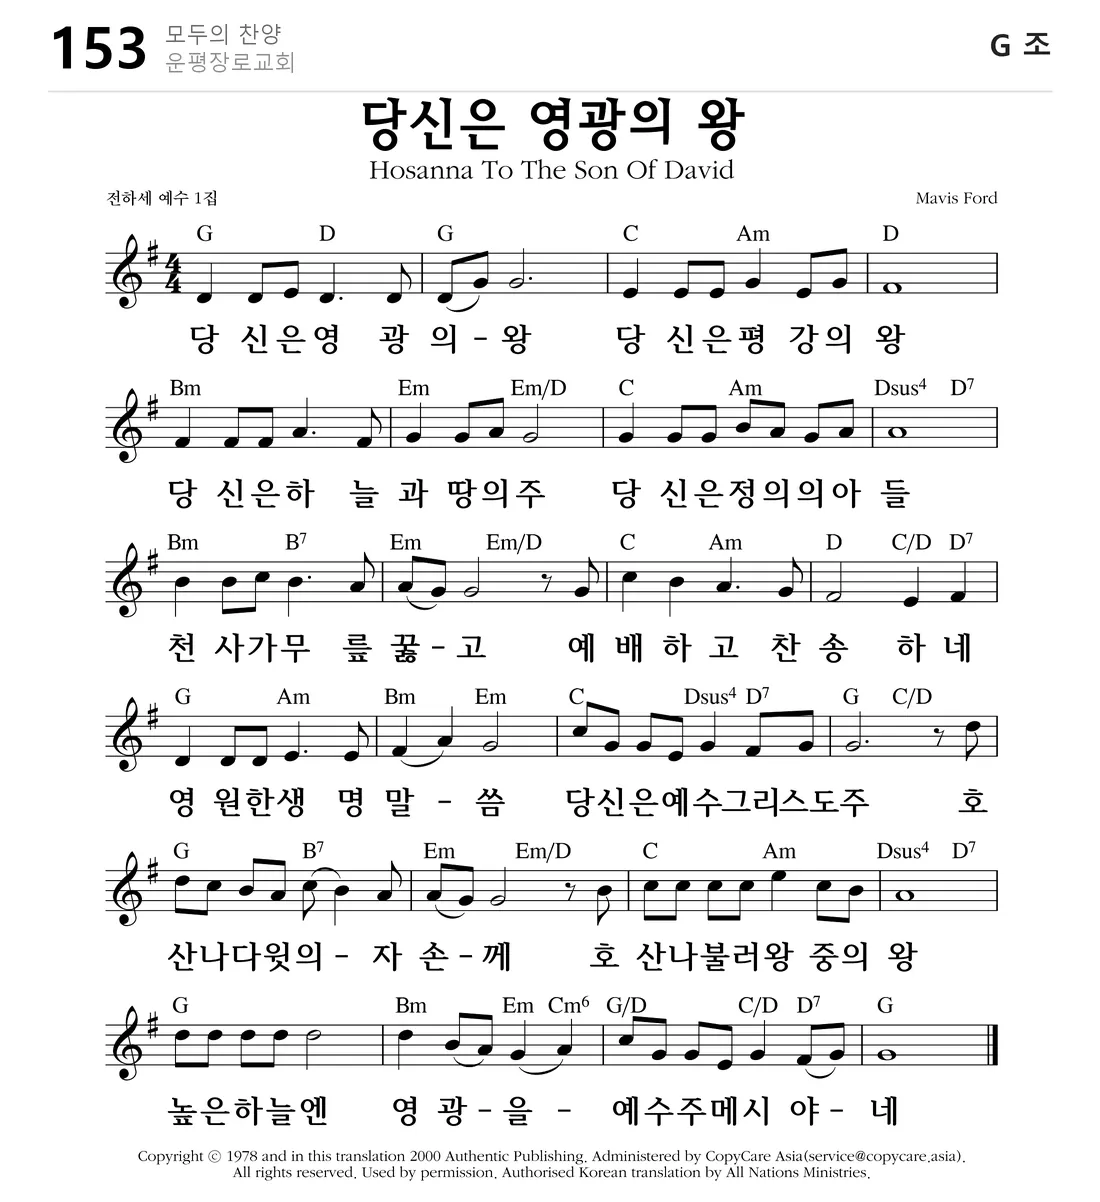 153 모두의 찬양
운평장로교회
G 조
당신은 영광의 왕
Hosanna To The Son Of David
전하세 예수 1집 Mavis Ford
G D G C Am D
4/4
당 신은영 광 의-왕 당 신은평 강의 왕
Bm Em Em/D C Am Dsus4 D7
당 신은하 늘 과 땅의주 당 신은정의의아 들
Bm B7 Em Em/D C Am D C/D D7
천 사가무 릎 꿇-고 예 배 하 고 찬 송 하 네
G Am Bm Em C Dsus4 D7 G C/D
영 원한생 명 말 - 씀 당신은예수그리스도주 호
G B7 Em Em/D C Am Dsus4 D7
산나다윗의- 자 손-께 호 산나불러왕 중의 왕
G Bm Em Cm6 G/D C/D D7 G
높은하늘엔 영 광-을 - 예수주메시 야- 네
Copyright ⓒ 1978 and in this translation 2000 Authentic Publishing. Administered by CopyCare Asia(service@copycare.asia).
All rights reserved. Used by permission. Authorised Korean translation by All Nations Ministries.